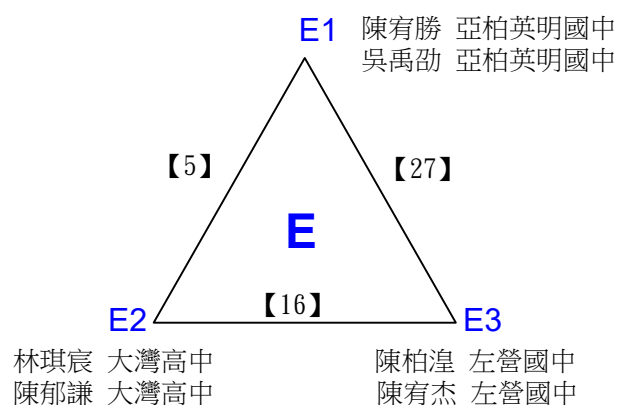 E1 陳宥勝 亞柏英明國中
吳禹劭 亞柏英明國中
【5】 【27】
E
【16】
E2 E3
林琪宸 大灣高中 陳柏湟 左營國中
陳郁謙 大灣高中 陳宥杰 左營國中